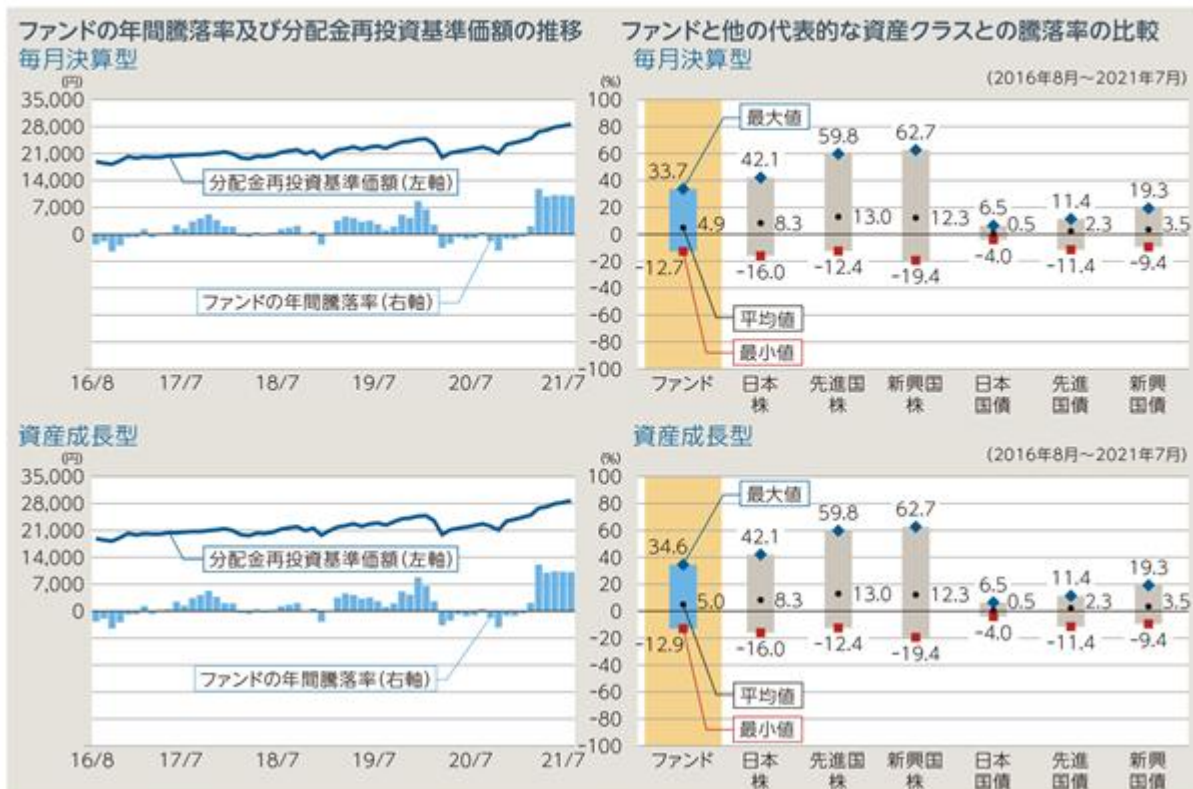 ファンドの年間騰落率及び分配金再投資基準価額の推移
毎月決算型
(円)
35,000
28,000
21,000
14,000
7,000
0
分配金再投資基準価額(左軸)
ファンドの年間騰落率(右軸)
16/8 17/7 18/7 19/7 20/7 21/7
ファンドと他の代表的な資産クラスとの騰落率の比較
毎月決算型
(2016年8月~2021年7月)
(%)
100
80
60
40
20
0
-20
-40
-60
-80
-100
最大値
平均値
最小値
33.7 42.1 59.8 62.7 6.5 11.4 19.3
4.9 8.3 13.0 12.3 0.5 2.3 3.5
-12.7 -16.0 -12.4 -19.4 -4.0 -11.4 -9.4
ファンド 日本株 先進国株 新興国株 日本国債 先進国債 新興国債
資産成長型
(円)
35,000
28,000
21,000
14,000
7,000
0
分配金再投資基準価額(左軸)
ファンドの年間騰落率(右軸)
16/8 17/7 18/7 19/7 20/7 21/7
資産成長型
(2016年8月~2021年7月)
(%)
100
80
60
40
20
0
-20
-40
-60
-80
-100
最大値
平均値
最小値
34.6 42.1 59.8 62.7 6.5 11.4 19.3
5.0 8.3 13.0 12.3 0.5 2.3 3.5
-12.9 -16.0 -12.4 -19.4 -4.0 -11.4 -9.4
ファンド 日本株 先進国株 新興国株 日本国債 先進国債 新興国債